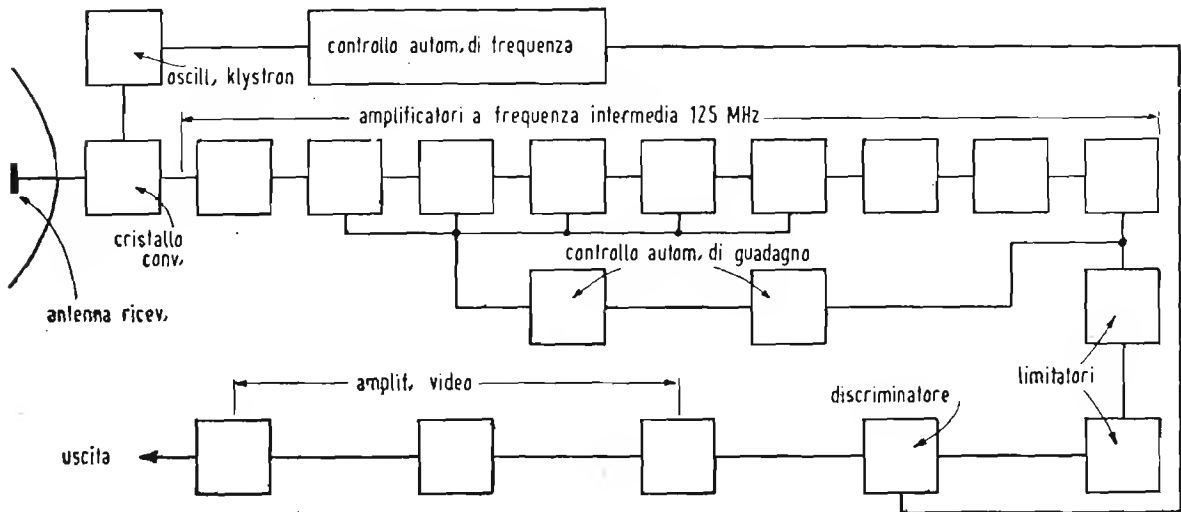 controllo autom, di frequenza
oscill, klystron
amplificatori a frequenza intermedia 125 MHz
cristallo
conv,
controllo autom, di guadagno
antenna ricev,
limitatori
amplif, video
discriminatore
uscita